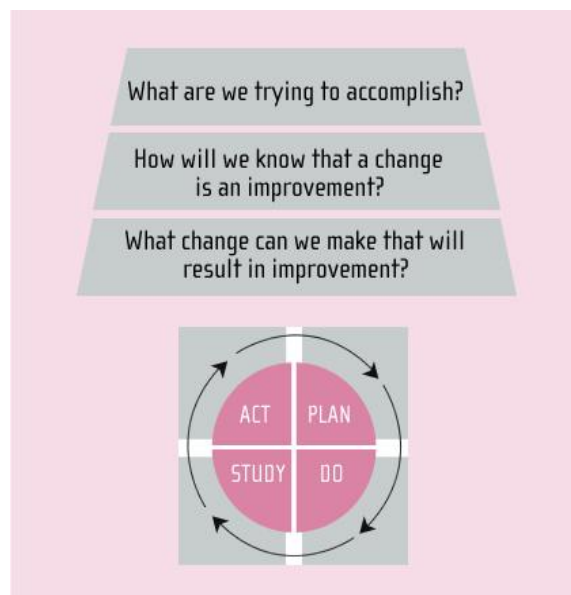 What are we trying to accomplish?
How will we know that a change
is an improvement?
What change can we make that will
result in improvement?
ACT PLAN
STUDY DO